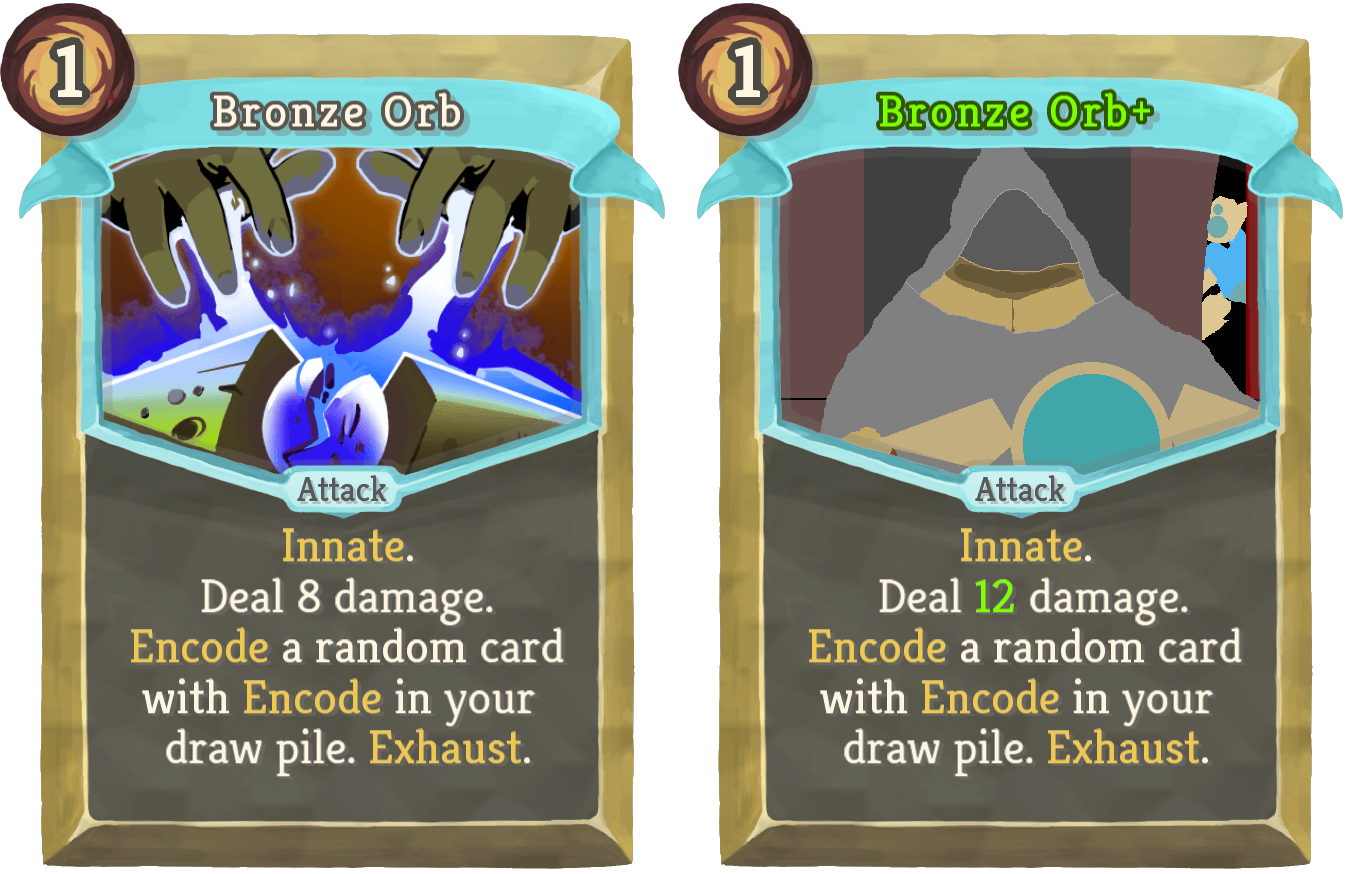 1
Bronze Orb
Attack
Innate.
Deal 8 damage.
Encode a random card
with Encode in your
draw pile. Exhaust.
1
Bronze Orb+
Attack
Innate.
Deal 12 damage.
Encode a random card
with Encode in your
draw pile. Exhaust.